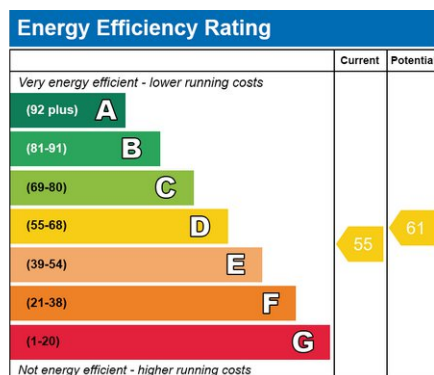 Energy Efficiency Rating
Current Potentia
Very energy efficient - lower running costs
(92 plus) A
(81-91) B
(69-80) C
(55-68) D
61
55
(39-54) E
(21-38) F
(1-20) G
Not energy efficient - higher running costs